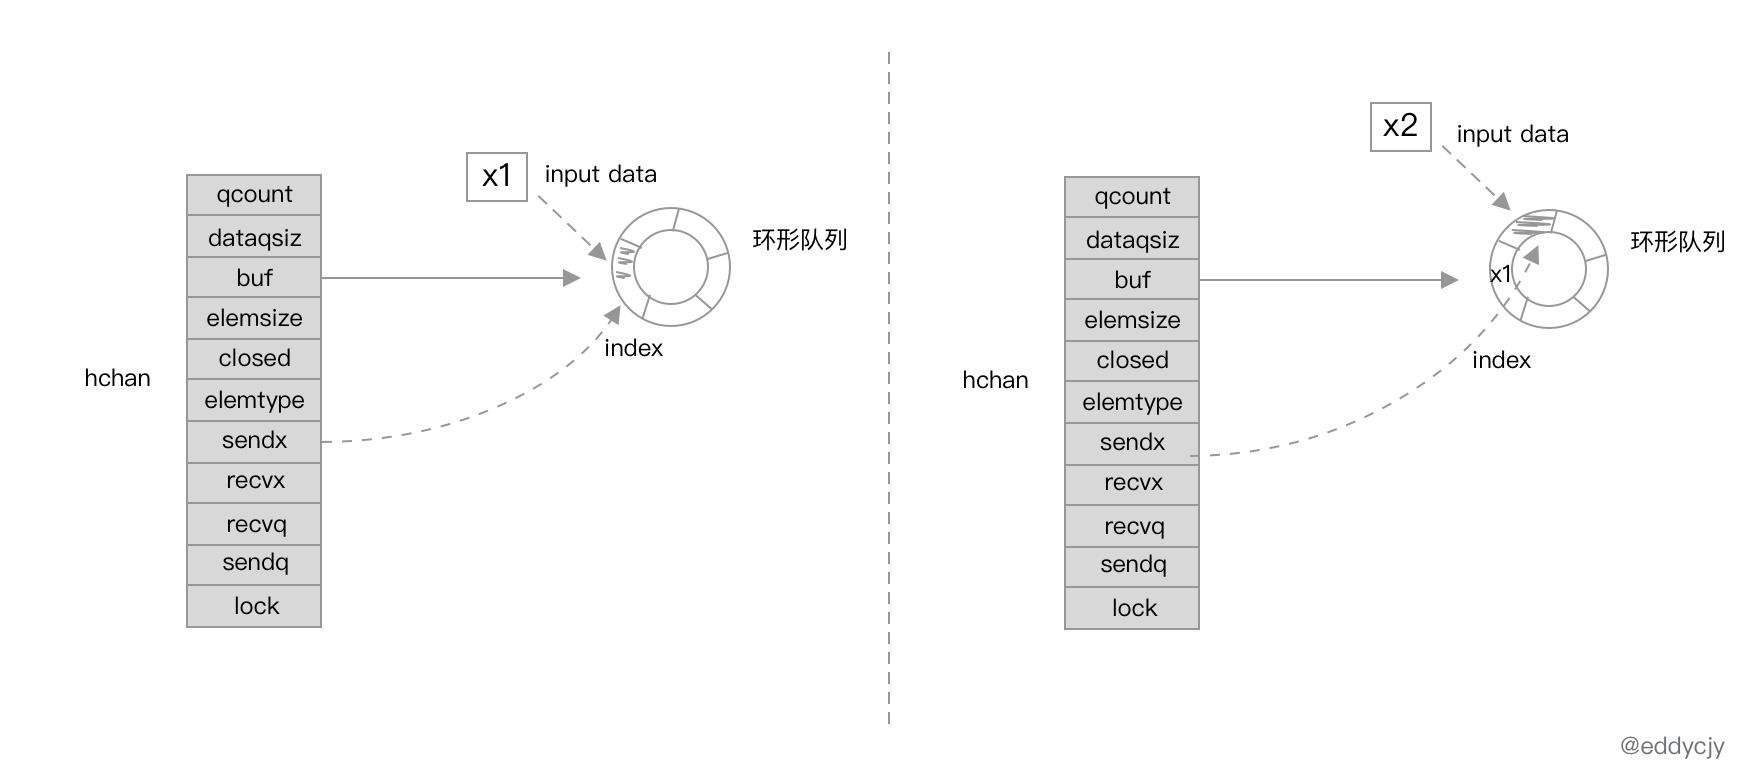 x1
input data
环形队列
qcount
dataqsiz
buf
elemsize
closed
elemtype
sendx
recvx
recvq
sendq
lock
hchan
index
x2
input data
环形队列
x1
qcount
dataqsiz
buf
elemsize
closed
elemtype
sendx
recvx
recvq
sendq
lock
hchan
index
@eddycjy